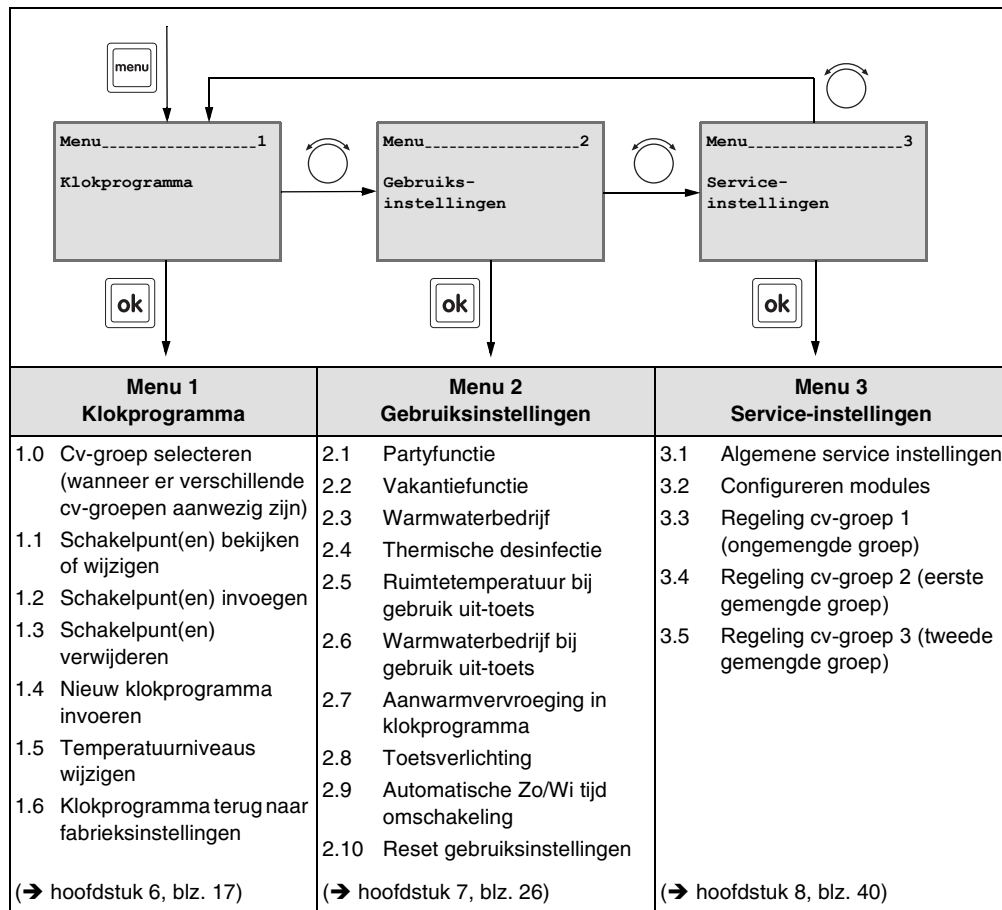 menu
Menu__________________1
Klokprogramma
Menu__________________2
Gebruiks-
instellingen
Menu__________________3
Service-
instellingen
ok
ok
ok
Menu 1
Klokprogramma
1.0 Cv-groep selecteren
(wanneer er verschillende
cv-groepen aanwezig zijn)
1.1 Schakelpunt(en) bekijken
of wijzigen
1.2 Schakelpunt(en) invoegen
1.3 Schakelpunt(en)
verwijderen
1.4 Nieuw klokprogramma
invoeren
1.5 Temperatuurniveaus
wijzigen
1.6 Klokprogramma terug naar
fabrieksinstellingen
(➔ hoofdstuk 6, blz. 17)
Menu 2
Gebruiksinstellingen
2.1 Partyfunctie
2.2 Vakantiefunctie
2.3 Warmwaterbedrijf
2.4 Thermische desinfectie
2.5 Ruimtetemperatuur bij
gebruik uit-toets
2.6 Warmwaterbedrijf bij
gebruik uit-toets
2.7 Aanwarmvervroeging in
klokprogramma
2.8 Toetsverlichting
2.9 Automatische Zo/Wi tijd
omschakeling
2.10 Reset gebruiksinstellingen
(➔ hoofdstuk 7, blz. 26)
Menu 3
Service-instellingen
3.1 Algemene service instellingen
3.2 Configureren modules
3.3 Regeling cv-groep 1
(ongemengde groep)
3.4 Regeling cv-groep 2 (eerste
gemengde groep)
3.5 Regeling cv-groep 3 (tweede
gemengde groep)
(➔ hoofdstuk 8, blz. 40)